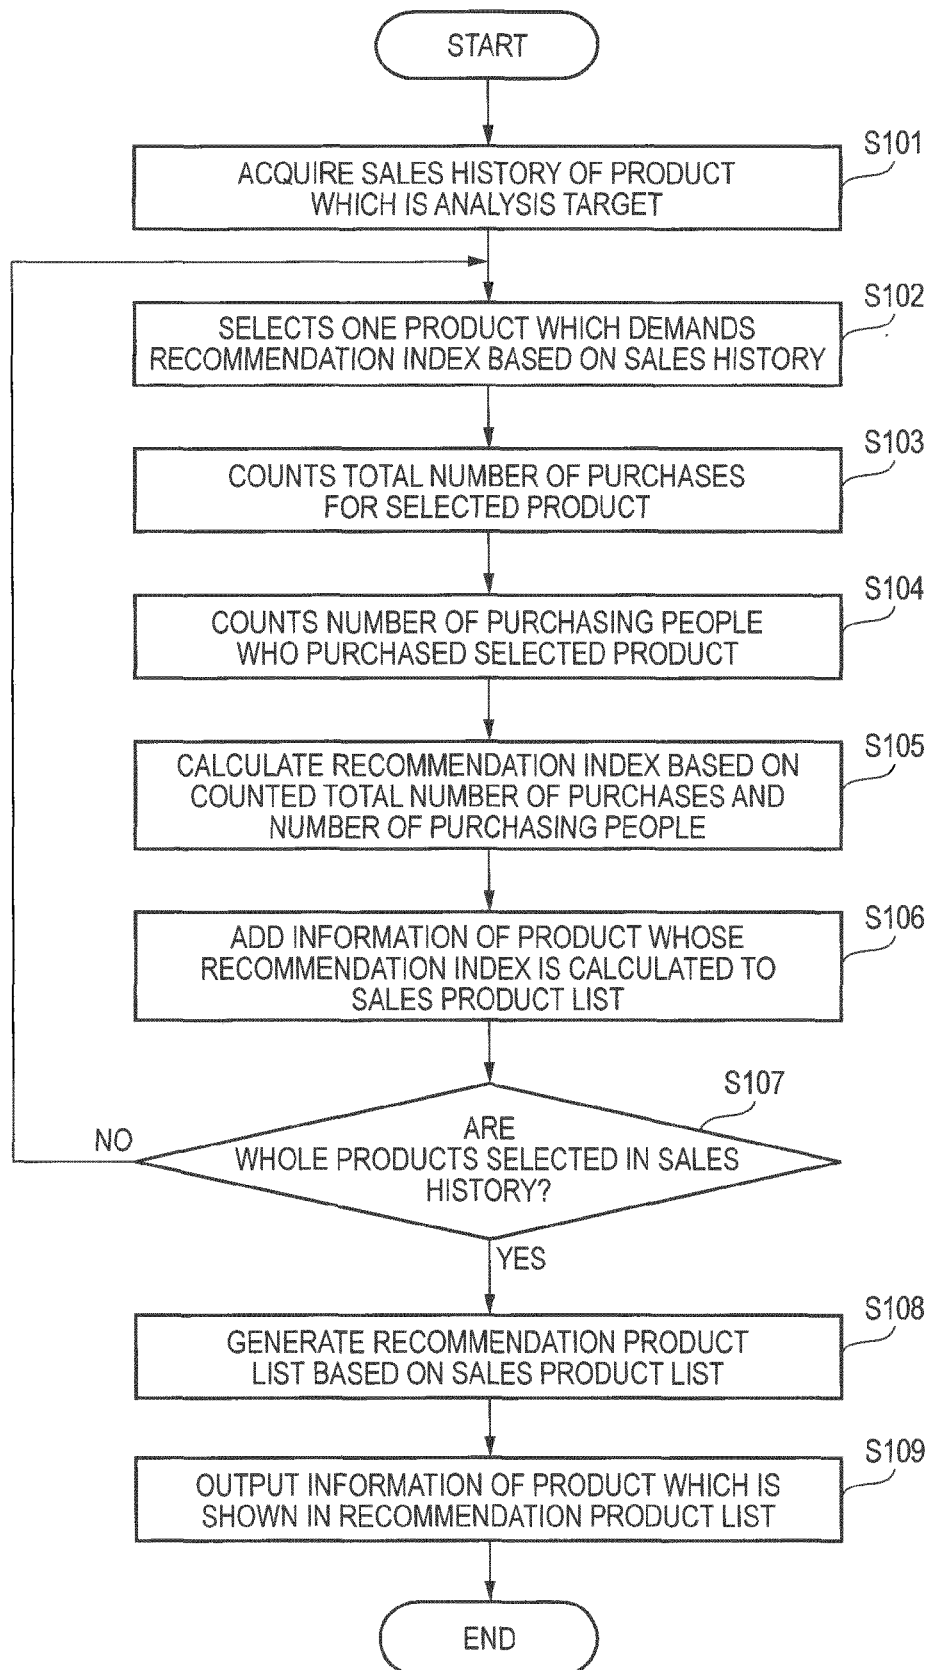 START
S101
ACQUIRE SALES HISTORY OF PRODUCT
WHICH IS ANALYSIS TARGET
S102
SELECTS ONE PRODUCT WHICH DEMANDS
RECOMMENDATION INDEX BASED ON SALES HISTORY
S103
COUNTS TOTAL NUMBER OF PURCHASES
FOR SELECTED PRODUCT
S104
COUNTS NUMBER OF PURCHASING PEOPLE
WHO PURCHASED SELECTED PRODUCT
S105
CALCULATE RECOMMENDATION INDEX BASED ON
COUNTED TOTAL NUMBER OF PURCHASES AND
NUMBER OF PURCHASING PEOPLE
S106
ADD INFORMATION OF PRODUCT WHOSE
RECOMMENDATION INDEX IS CALCULATED TO
SALES PRODUCT LIST
S107
ARE
WHOLE PRODUCTS SELECTED IN SALES
HISTORY?
NO
YES
S108
GENERATE RECOMMENDATION PRODUCT
LIST BASED ON SALES PRODUCT LIST
S109
OUTPUT INFORMATION OF PRODUCT WHICH IS
SHOWN IN RECOMMENDATION PRODUCT LIST
END